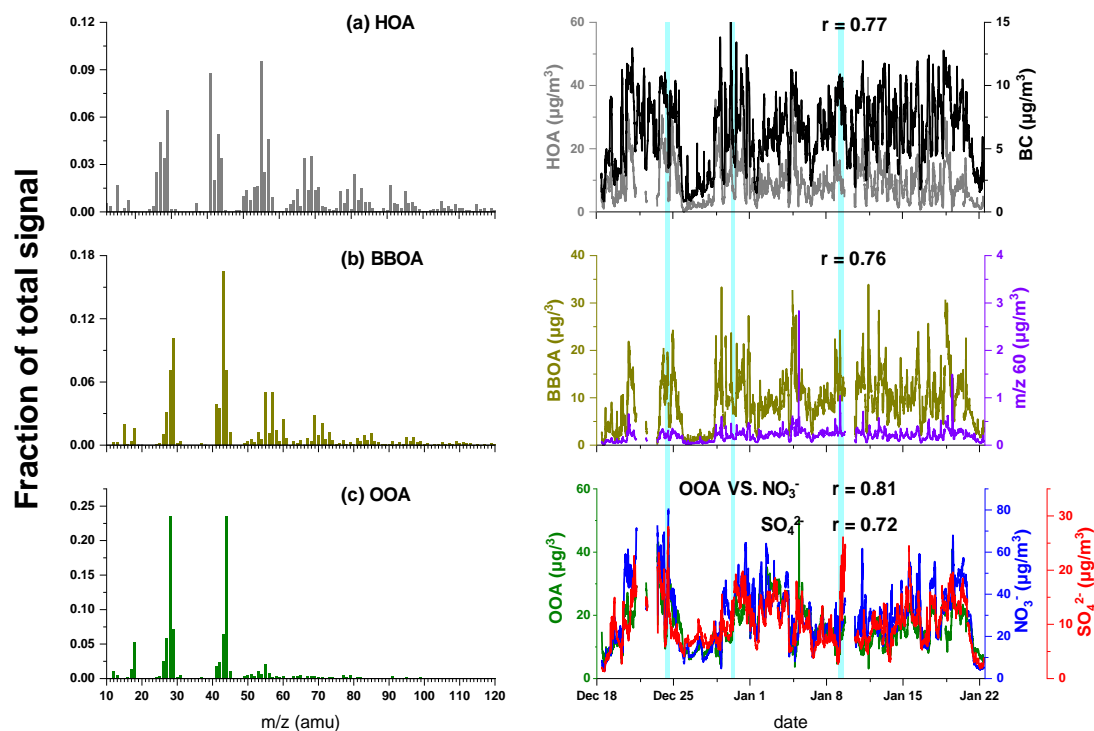 Fraction of total signal
(a) HOA
0.12
0.09
0.06
0.03
0.00
(b) BBOA
0.18
0.12
0.06
0.00
(c) OOA
0.25
0.20
0.15
0.10
0.05
0.00
10 20 30 40 50 60 70 80 90 100 110 120
m/z (amu)
r = 0.77
HOA (μg/m³)
60
40
20
0
BC (μg/m³)
15
10
5
0
r = 0.76
BBOA (μg/³)
40
30
20
10
0
m/z 60 (μg/m³)
4
3
2
1
0
OOA VS. NO₃⁻ r = 0.81
SO₄²⁻ r = 0.72
OOA (μg/³)
60
40
20
0
NO₃⁻ (μg/m³)
80
60
40
20
0
SO₄²⁻ (μg/m³)
30
20
10
0
Dec 18 Dec 25 Jan 1 Jan 8 Jan 15 Jan 22
date